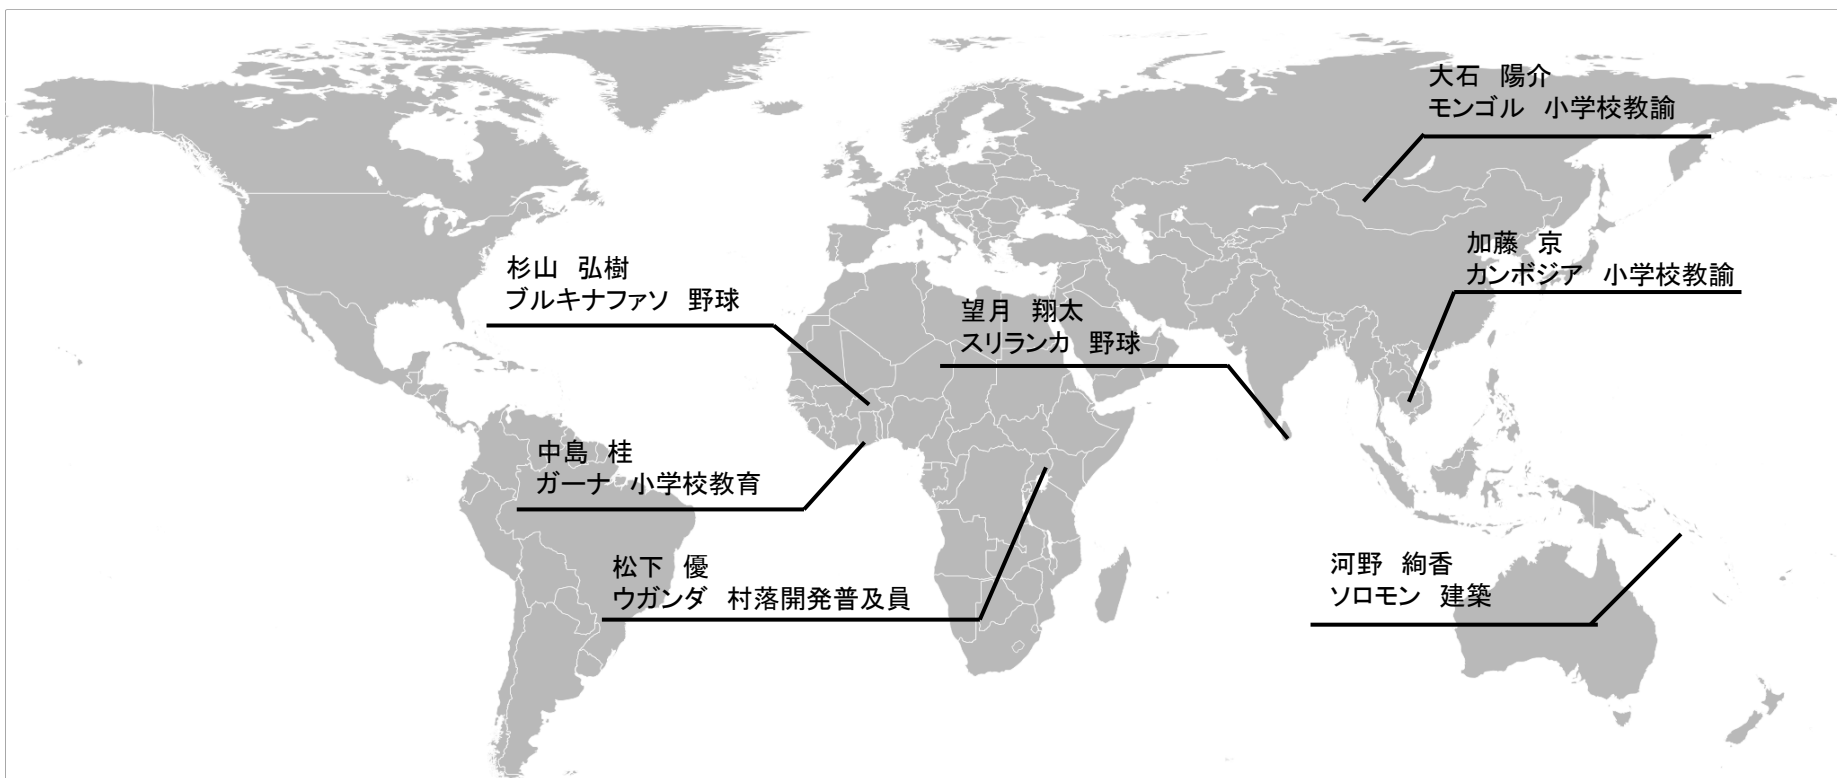 大石　陽介
モンゴル　小学校教諭
加藤　京
カンボジア　小学校教諭
杉山　弘樹
ブルキナファソ　野球
望月　翔太
スリランカ　野球
中島　桂
ガーナ　小学校教育
松下　優
ウガンダ　村落開発普及員
河野　絢香
ソロモン　建築